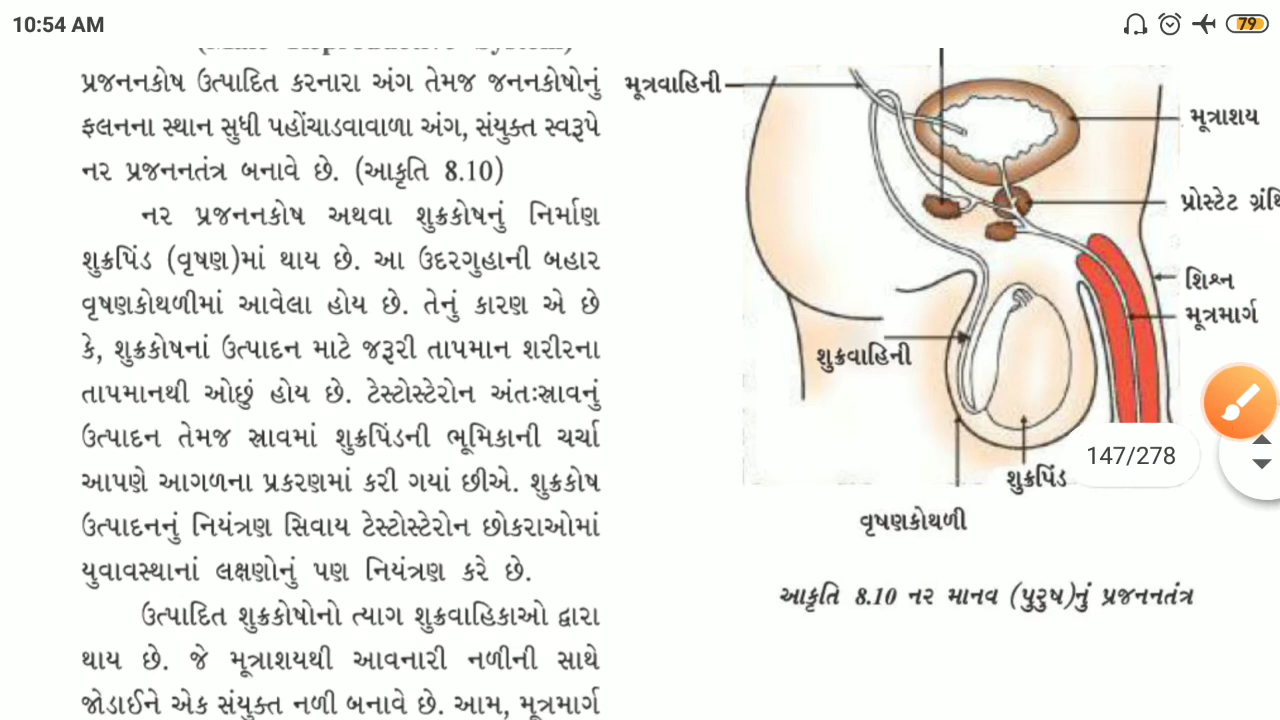 10:54 AM
79
પ્રજનનકોષ ઉત્પાદિત કરનારા અંગ તેમજ જનનકોષોનું
ફલનના સ્થાન સુધી પહોંચાડવાવાળા અંગ, સંયુક્ત સ્વરૂપે
નર પ્રજનનતંત્ર બનાવે છે. (આકૃતિ 8.10)
નર પ્રજનનકોષ અથવા શુક્રકોષનું નિર્માણ
શુક્રપિંડ (વૃષણ)માં થાય છે. આ ઉદરગુહાની બહાર
વૃષણકોથળીમાં આવેલા હોય છે. તેનું કારણ એ છે
કે, શુક્રકોષનાં ઉત્પાદન માટે જરૂરી તાપમાન શરીરના
તાપમાનથી ઓછું હોય છે. ટેસ્ટોસ્ટેરોન અંતઃસ્રાવનું
ઉત્પાદન તેમજ સ્રાવમાં શુક્રપિંડની ભૂમિકાની ચર્ચા
આપણે આગળના પ્રકરણમાં કરી ગયાં છીએ. શુક્રકોષ
ઉત્પાદનનું નિયંત્રણ સિવાય ટેસ્ટોસ્ટેરોન છોકરાઓમાં
યુવાવસ્થાનાં લક્ષણોનું પણ નિયંત્રણ કરે છે.
ઉત્પાદિત શુક્રકોષોનો ત્યાગ શુક્રવાહિકાઓ દ્વારા
થાય છે. જે મૂત્રાશયથી આવનારી નળીની સાથે
જોડાઈને એક સંયુક્ત નળી બનાવે છે. આમ, મૂત્રમાર્ગ
મૂત્રવાહિની
મૂત્રાશય
પ્રોસ્ટેટ
શિશ્ન
મૂત્રમાર્ગ
શુક્રવાહિની
147/278
શુક્રપિંડ
વૃષણકોથળી
આકૃતિ 8.10 નર માનવ (પુરુષ)નું પ્રજનનતંત્ર